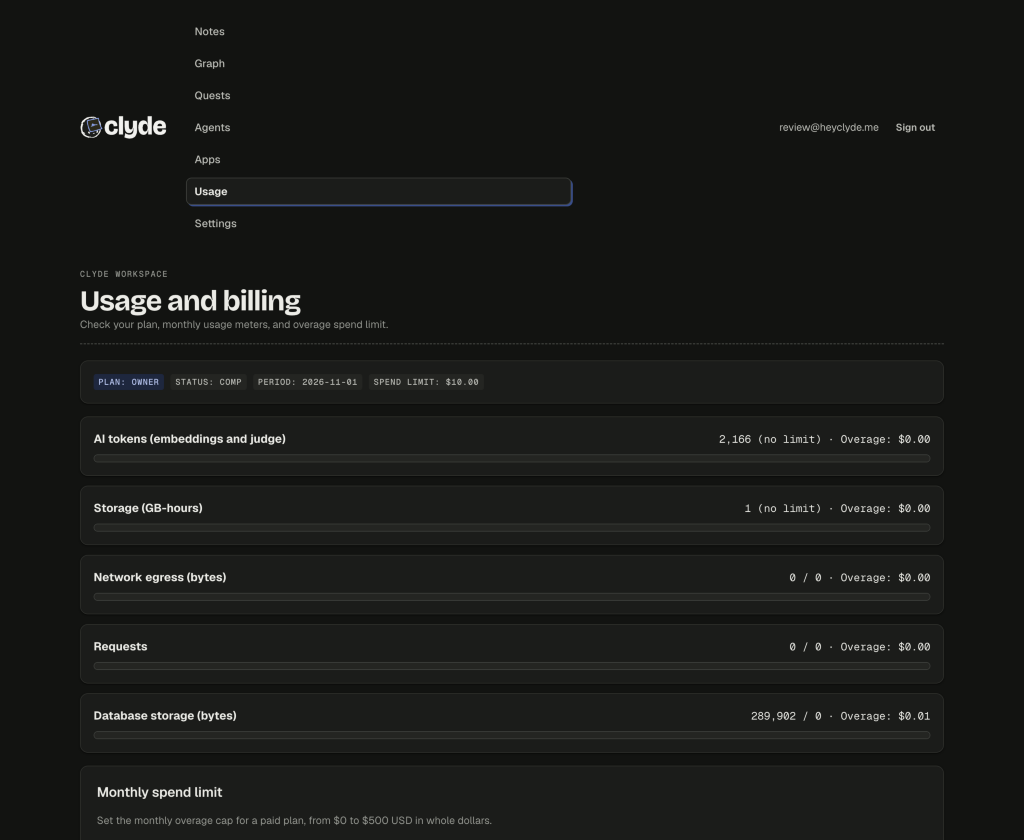 Notes
Graph
Quests
clyde
Agents
review@heyclyde.me
Sign out
Apps
Usage
Settings
CLYDE WORKSPACE
Usage and billing
Check your plan, monthly usage meters, and overage spend limit.
PLAN: OWNER STATUS: COMP PERIOD: 2026-11-01 SPEND LIMIT: $10.00
AI tokens (embeddings and judge) 2,166 (no limit) · Overage: $0.00
Storage (GB-hours) 1 (no limit) · Overage: $0.00
Network egress (bytes) 0 / 0 · Overage: $0.00
Requests 0 / 0 · Overage: $0.00
Database storage (bytes) 289,902 / 0 · Overage: $0.01
Monthly spend limit
Set the monthly overage cap for a paid plan, from $0 to $500 USD in whole dollars.